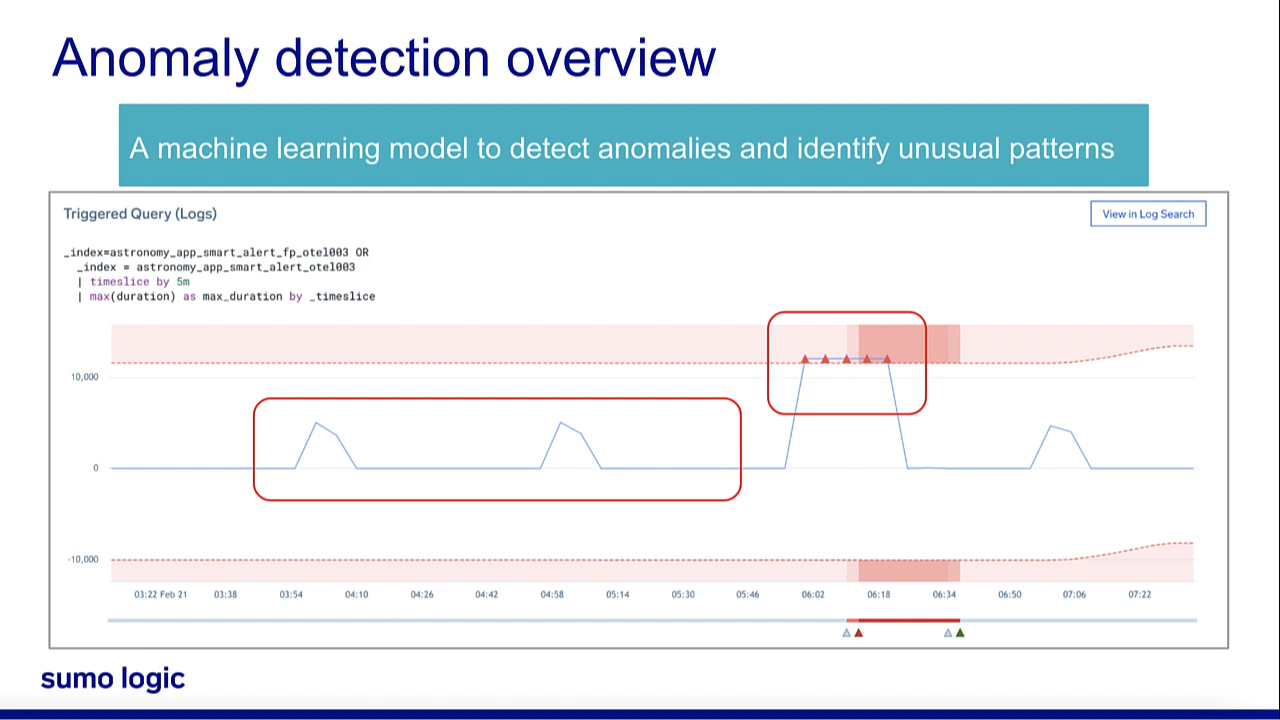 Anomaly detection overview
A machine learning model to detect anomalies and identify unusual patterns
Triggered Query (Logs)
View in Log Search
_index=astronomy_app_smart_alert_fp_otel003 OR
_index = astronomy_app_smart_alert_otel003
| timeslice by 5m
| max(duration) as max_duration by _timeslice
10,000
0
-10,000
03:22 Feb 21 03:38 03:54 04:10 04:26 04:42 04:58 05:14 05:30 05:46 06:02 06:18 06:34 06:50 07:06 07:22
sumo logic